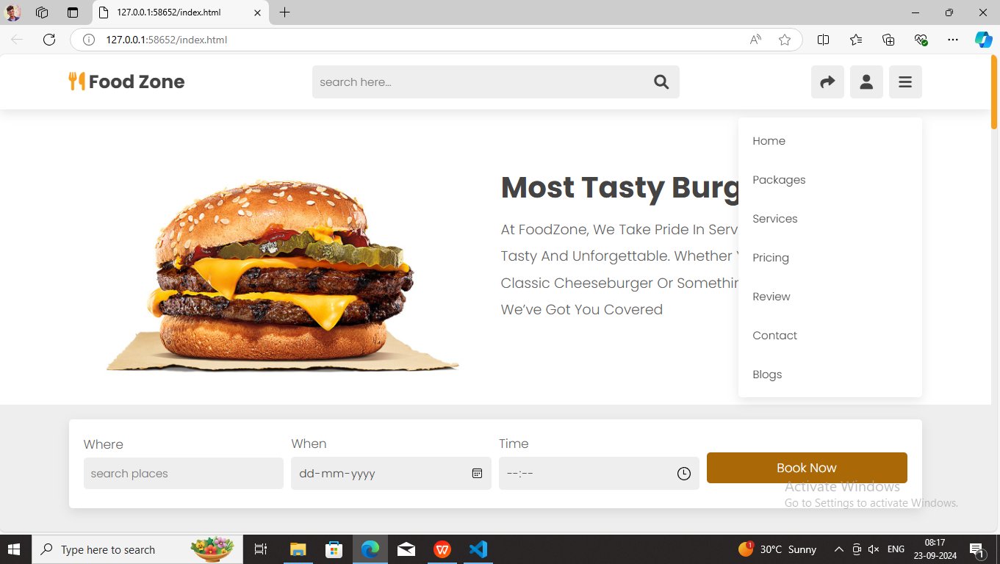 127.0.0.1:58652/index.html
127.0.0.1:58652/index.html
Food Zone
search here...
Home
Packages
Services
Pricing
Review
Contact
Blogs
Most Tasty Burg
At FoodZone, We Take Pride In Serv
Tasty And Unforgettable. Whether
Classic Cheeseburger Or Somethin
We’ve Got You Covered
Where
When
Time
search places
dd-mm-yyyy
--:--
Book Now
Activate Windows
Go to Settings to activate Windows.
Type here to search
1
30°C Sunny
ENG
08:17
23-09-2024
1